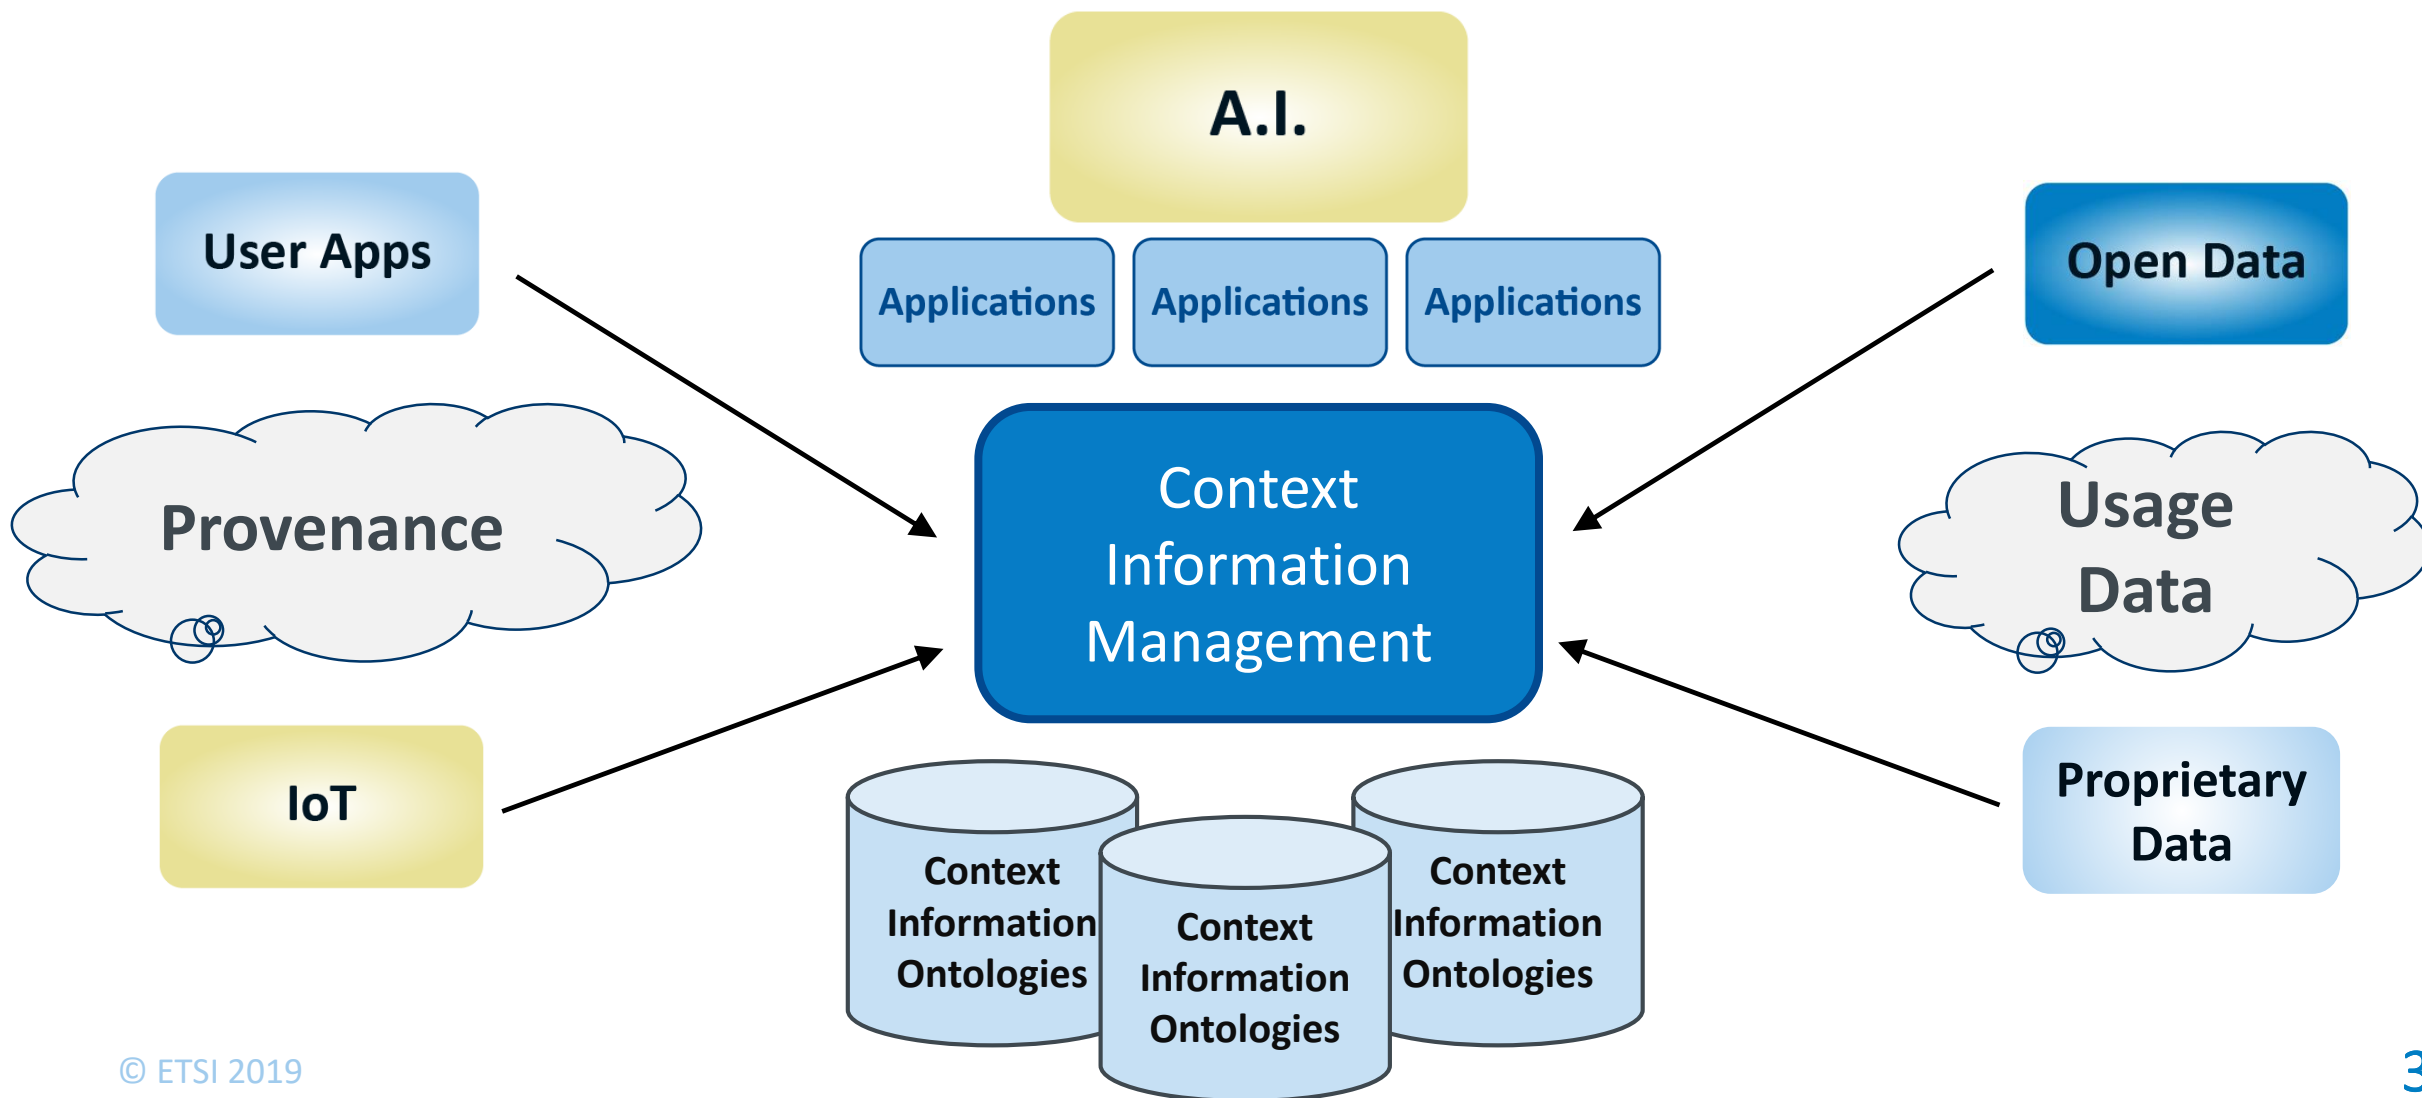 A.I.
User Apps
Open Data
Applications
Applications
Applications
Context
Information
Management
Provenance
Usage
Data
IoT
Proprietary
Data
Context
Information
Ontologies
Context
Information
Ontologies
Context
Information
Ontologies
© ETSI 2019
3